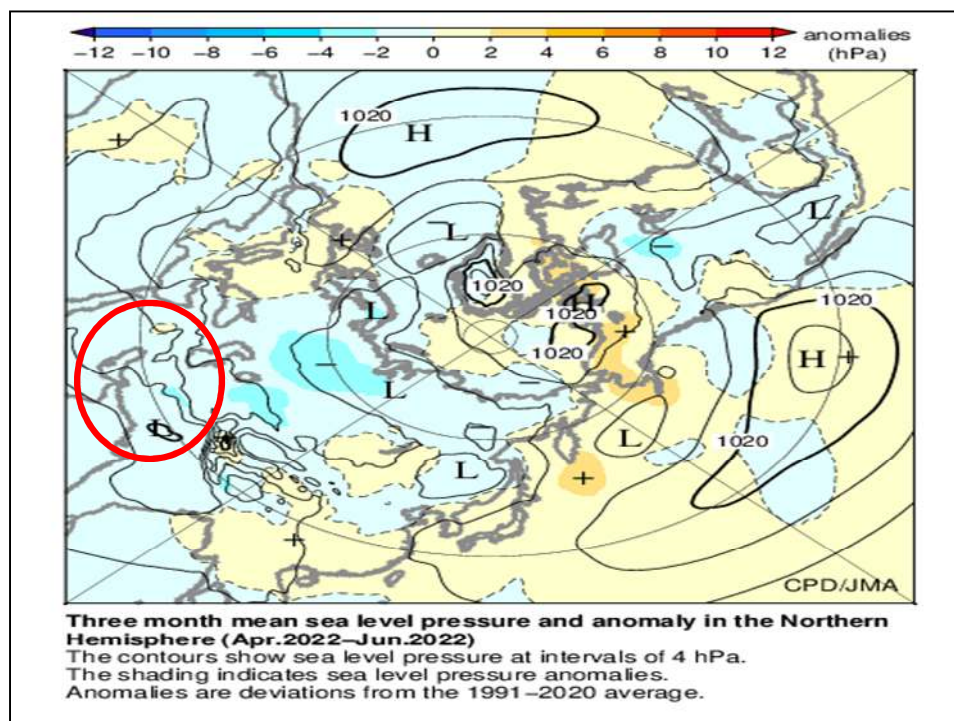 −12 −10 −8 −6 −4 −2 0 2 4 6 8 10 12
anomalies
(hPa)
1020
H
+
L
+
−
L
−
1020
L
1020
H
1020
1020
+
H
+
1020
L
−
L
−
1020
L
L
+
+
CPD/JMA
Three month mean sea level pressure and anomaly in the Northern
Hemisphere (Apr.2022−Jun.2022)
The contours show sea level pressure at intervals of 4 hPa.
The shading indicates sea level pressure anomalies.
Anomalies are deviations from the 1991−2020 average.